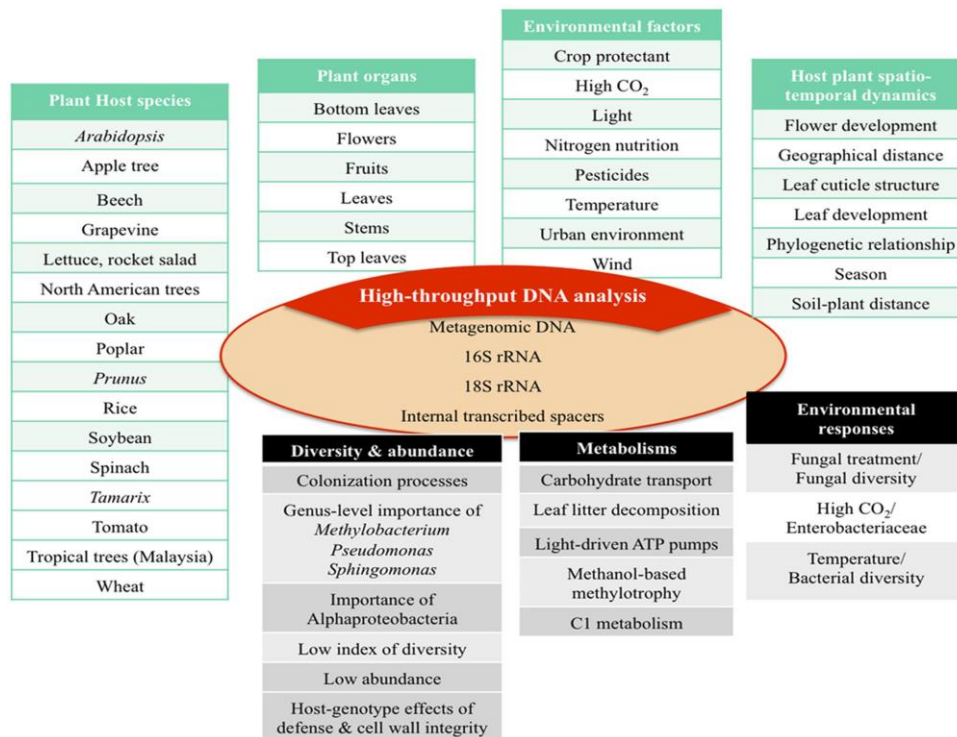 Plant Host species
Arabidopsis
Apple tree
Beech
Grapevine
Lettuce, rocket salad
North American trees
Oak
Poplar
Prunus
Rice
Soybean
Spinach
Tamarix
Tomato
Tropical trees (Malaysia)
Wheat
Plant organs
Bottom leaves
Flowers
Fruits
Leaves
Stems
Top leaves
Environmental factors
Crop protectant
High CO₂
Light
Nitrogen nutrition
Pesticides
Temperature
Urban environment
Wind
Host plant spatio-
temporal dynamics
Flower development
Geographical distance
Leaf cuticle structure
Leaf development
Phylogenetic relationship
Season
Soil-plant distance
High-throughput DNA analysis
Metagenomic DNA
16S rRNA
18S rRNA
Internal transcribed spacers
Diversity & abundance
Colonization processes
Genus-level importance of
Methylobacterium
Pseudomonas
Sphingomonas
Importance of
Alphaproteobacteria
Low index of diversity
Low abundance
Host-genotype effects of
defense & cell wall integrity
Metabolisms
Carbohydrate transport
Leaf litter decomposition
Light-driven ATP pumps
Methanol-based
methylotrophy
C1 metabolism
Environmental
responses
Fungal treatment/
Fungal diversity
High CO₂/
Enterobacteriaceae
Temperature/
Bacterial diversity